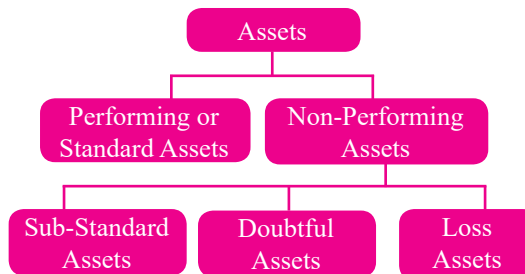 Assets
Performing or
Standard Assets
Non-Performing
Assets
Sub-Standard
Assets
Doubtful
Assets
Loss
Assets